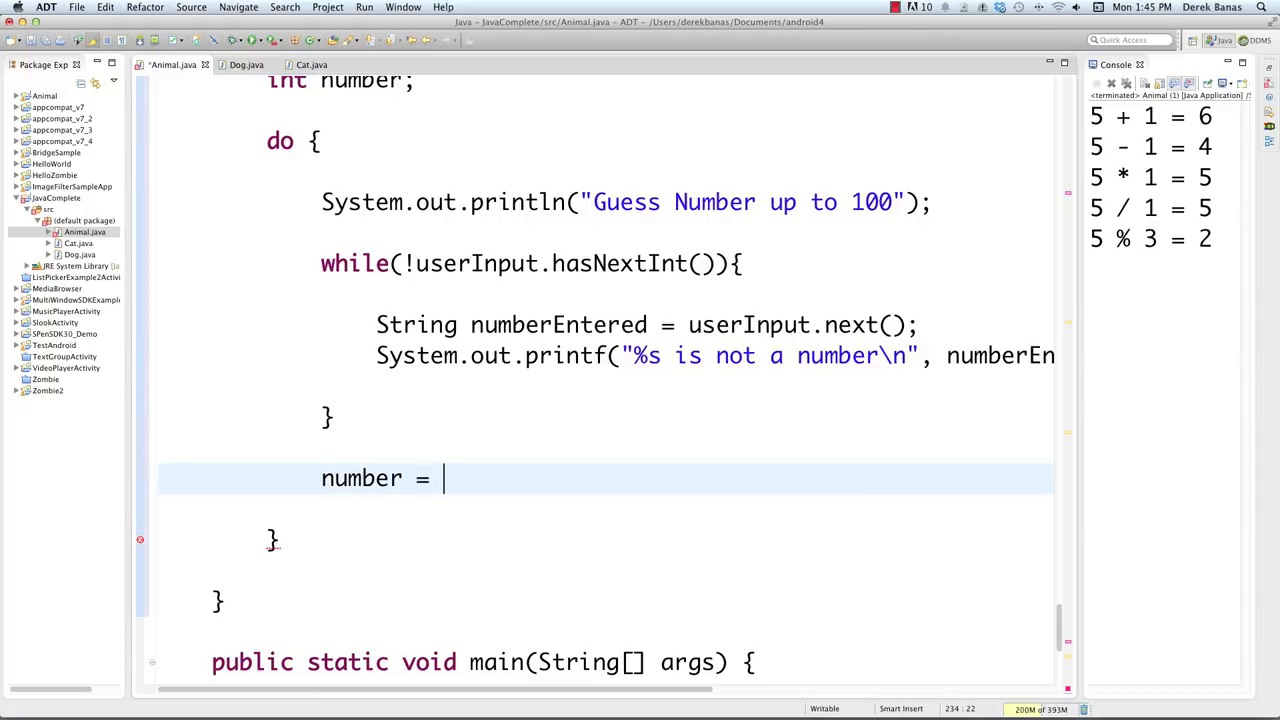 ADT File Edit Refactor Source Navigate Search Project Run Window Help 10 Mon 1:45 PM Derek Banas
Java - JavaComplete/src/Animal.java - ADT - /Users/derekbanas/Documents/android4
Quick Access Java DDMS
Package Exp
*Animal.java Dog.java Cat.java
Console
<terminated> Animal (1) [Java Application] /S
Animal
appcompat_v7
appcompat_v7_2
appcompat_v7_3
appcompat_v7_4
BridgeSample
HelloWorld
HelloZombie
ImageFilterSampleApp
JavaComplete
src
(default package)
Animal.java
Cat.java
Dog.java
JRE System Library [Ja
ListPickerExample2Activi
MediaBrowser
MultiWindowSDKExample
MusicPlayerActivity
SlookActivity
SPenSDK30_Demo
TestAndroid
TextGroupActivity
VideoPlayerActivity
Zombie
Zombie2
int number;
do {
System.out.println("Guess Number up to 100");
while(!userInput.hasNextInt()){
String numberEntered = userInput.next();
System.out.printf("%s is not a number\n", numberEn
}
number =
}
}
public static void main(String[] args) {
5 + 1 = 6
5 - 1 = 4
5 * 1 = 5
5 / 1 = 5
5 % 3 = 2
Writable Smart Insert 234 : 22 200M of 393M